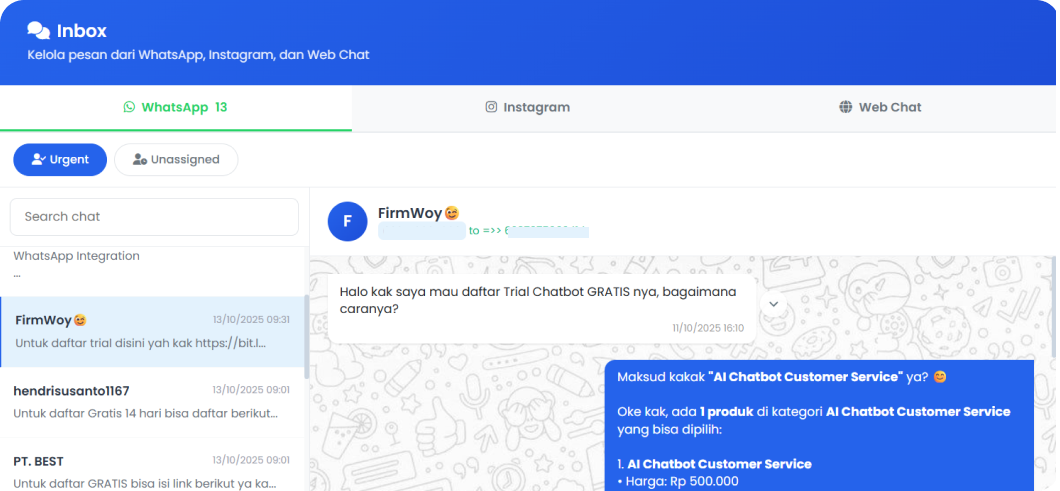 Inbox
Kelola pesan dari WhatsApp, Instagram, dan Web Chat
WhatsApp 13
Instagram
Web Chat
Urgent
Unassigned
Search chat
WhatsApp Integration
...
FirmWoy😉 13/10/2025 09:31
Untuk daftar trial disini yah kak https://bit.l...
hendrisusanto1167 13/10/2025 09:01
Untuk daftar Gratis 14 hari bisa daftar berikut...
PT. BEST 13/10/2025 09:01
Untuk daftar GRATIS bisa isi link berikut ya ka...
F
FirmWoy😉
to =>>
Halo kak saya mau daftar Trial Chatbot GRATIS nya, bagaimana
caranya?
11/10/2025 16:10
Maksud kakak "AI Chatbot Customer Service" ya? 😊
Oke kak, ada 1 produk di kategori AI Chatbot Customer Service
yang bisa dipilih:
1. AI Chatbot Customer Service
• Harga: Rp 500.000